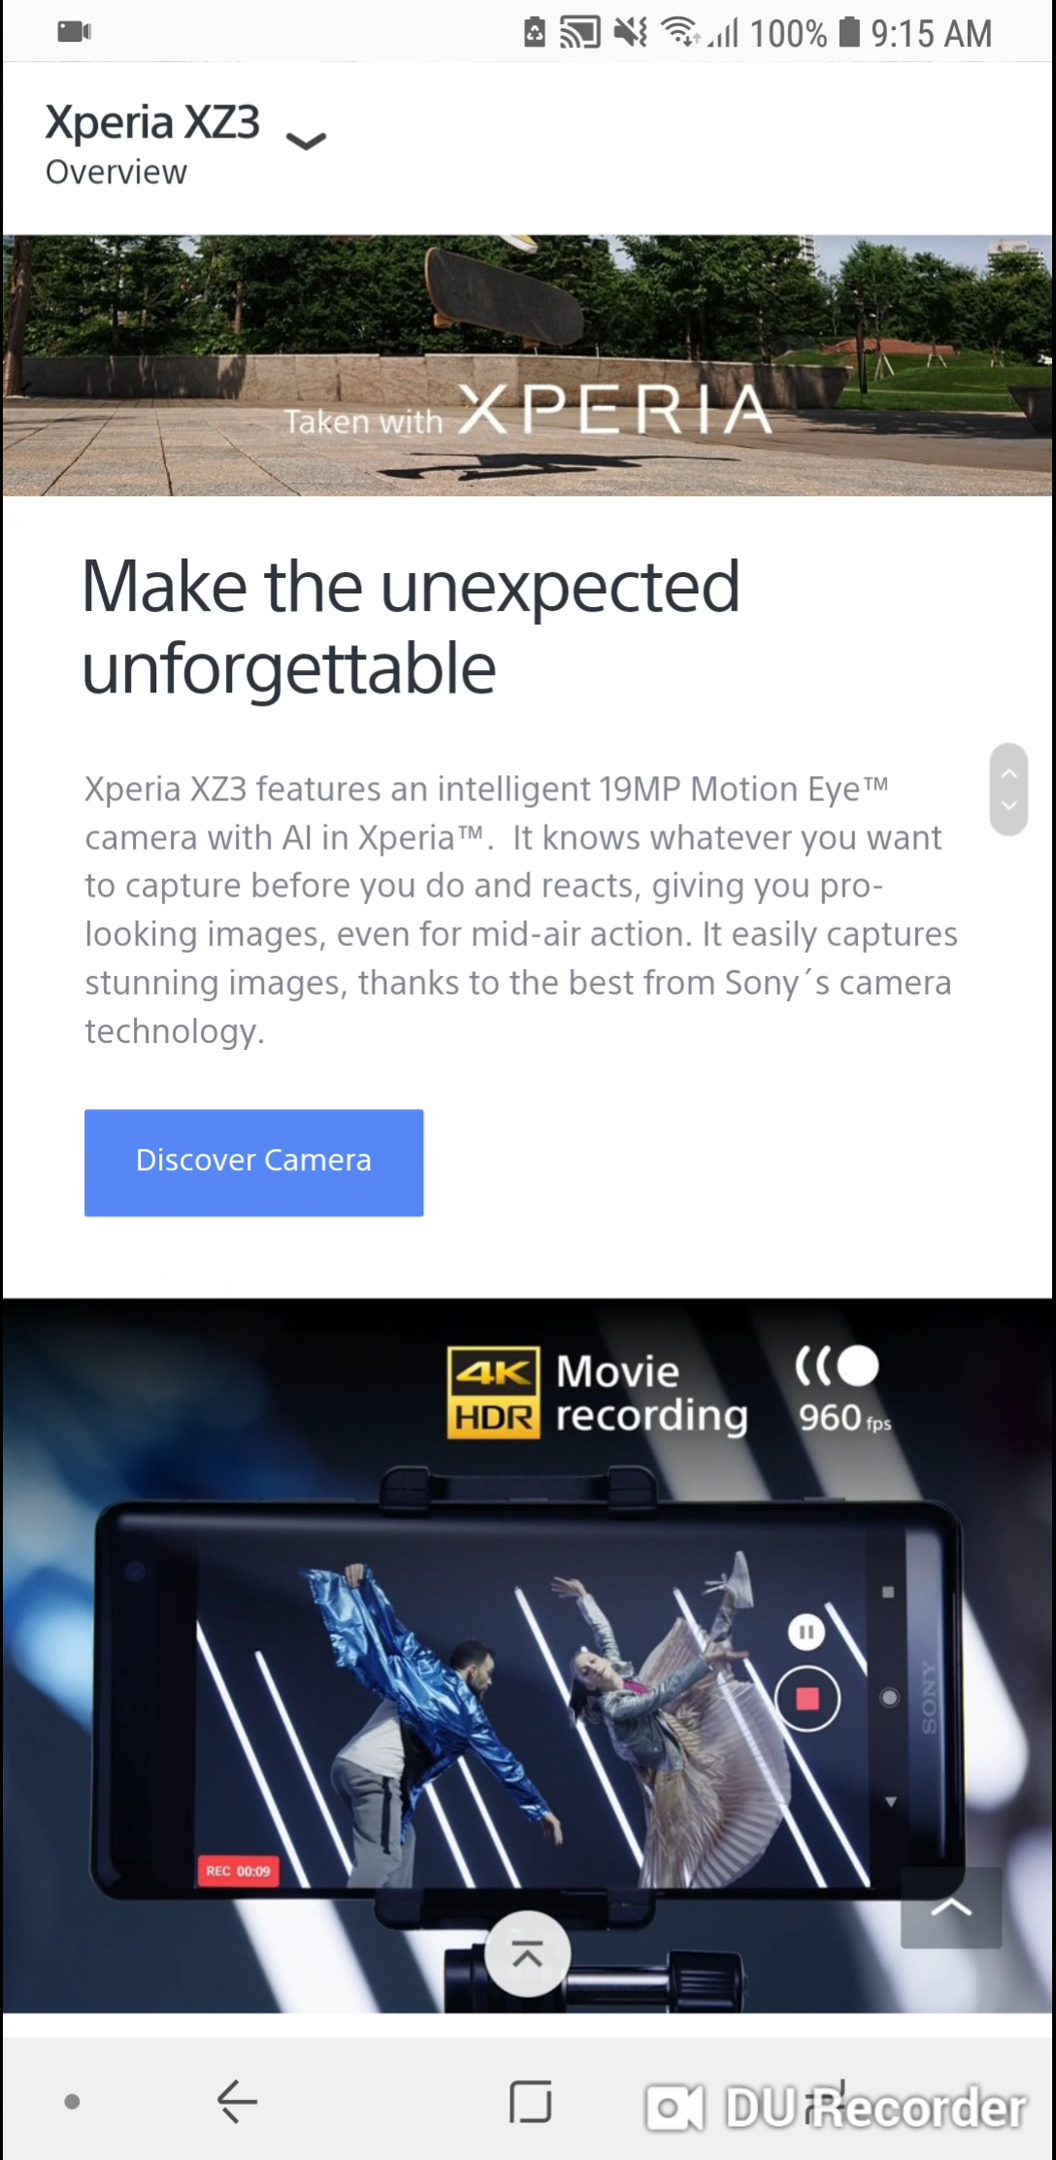 100% 9:15 AM
Xperia XZ3
Overview
Taken with XPERIA
Make the unexpected
unforgettable
Xperia XZ3 features an intelligent 19MP Motion Eye™
camera with AI in Xperia™.  It knows whatever you want
to capture before you do and reacts, giving you pro-
looking images, even for mid-air action. It easily captures
stunning images, thanks to the best from Sony´s camera
technology.
Discover Camera
4K
HDR
Movie
recording
960 fps
SONY
REC 00:09
DU Recorder